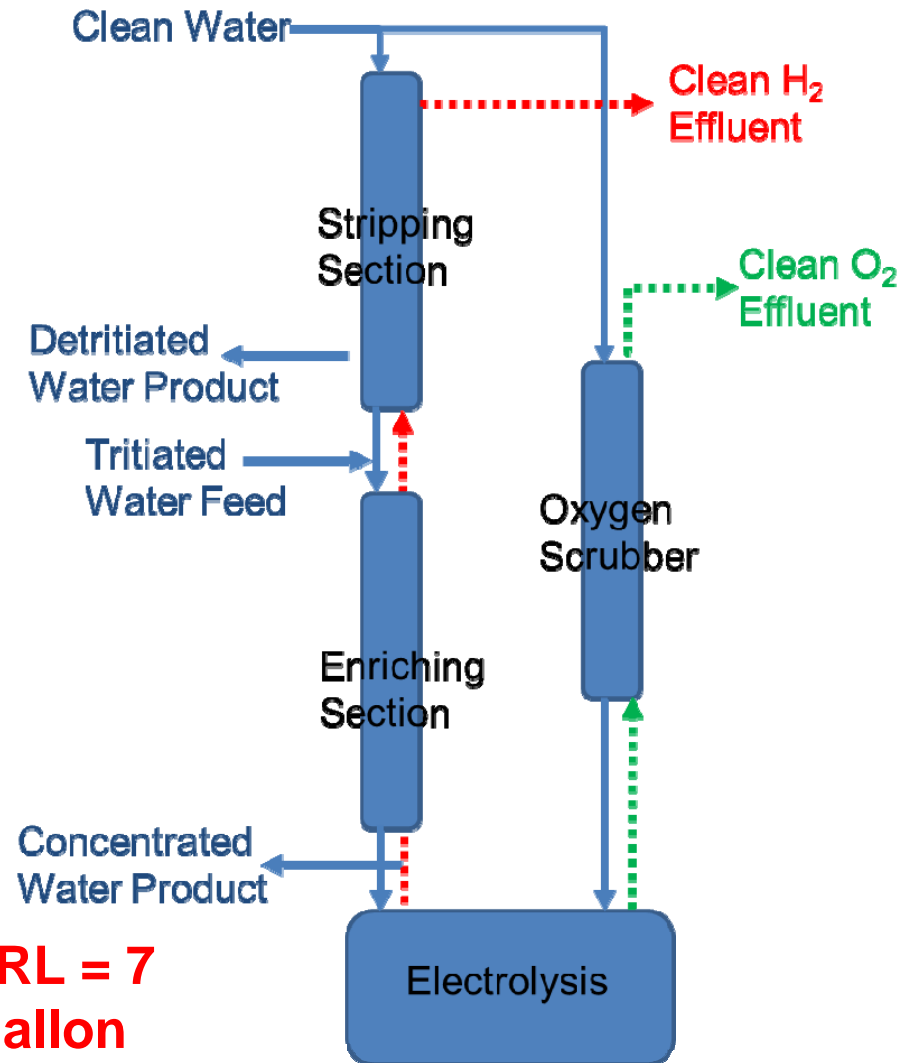 Clean Water
Clean H₂
Effluent
Stripping
Section
Clean O₂
Effluent
Detritiated
Water Product
Tritiated
Water Feed
Oxygen
Scrubber
Enriching
Section
Concentrated
Water Product
RL = 7
allon
Electrolysis